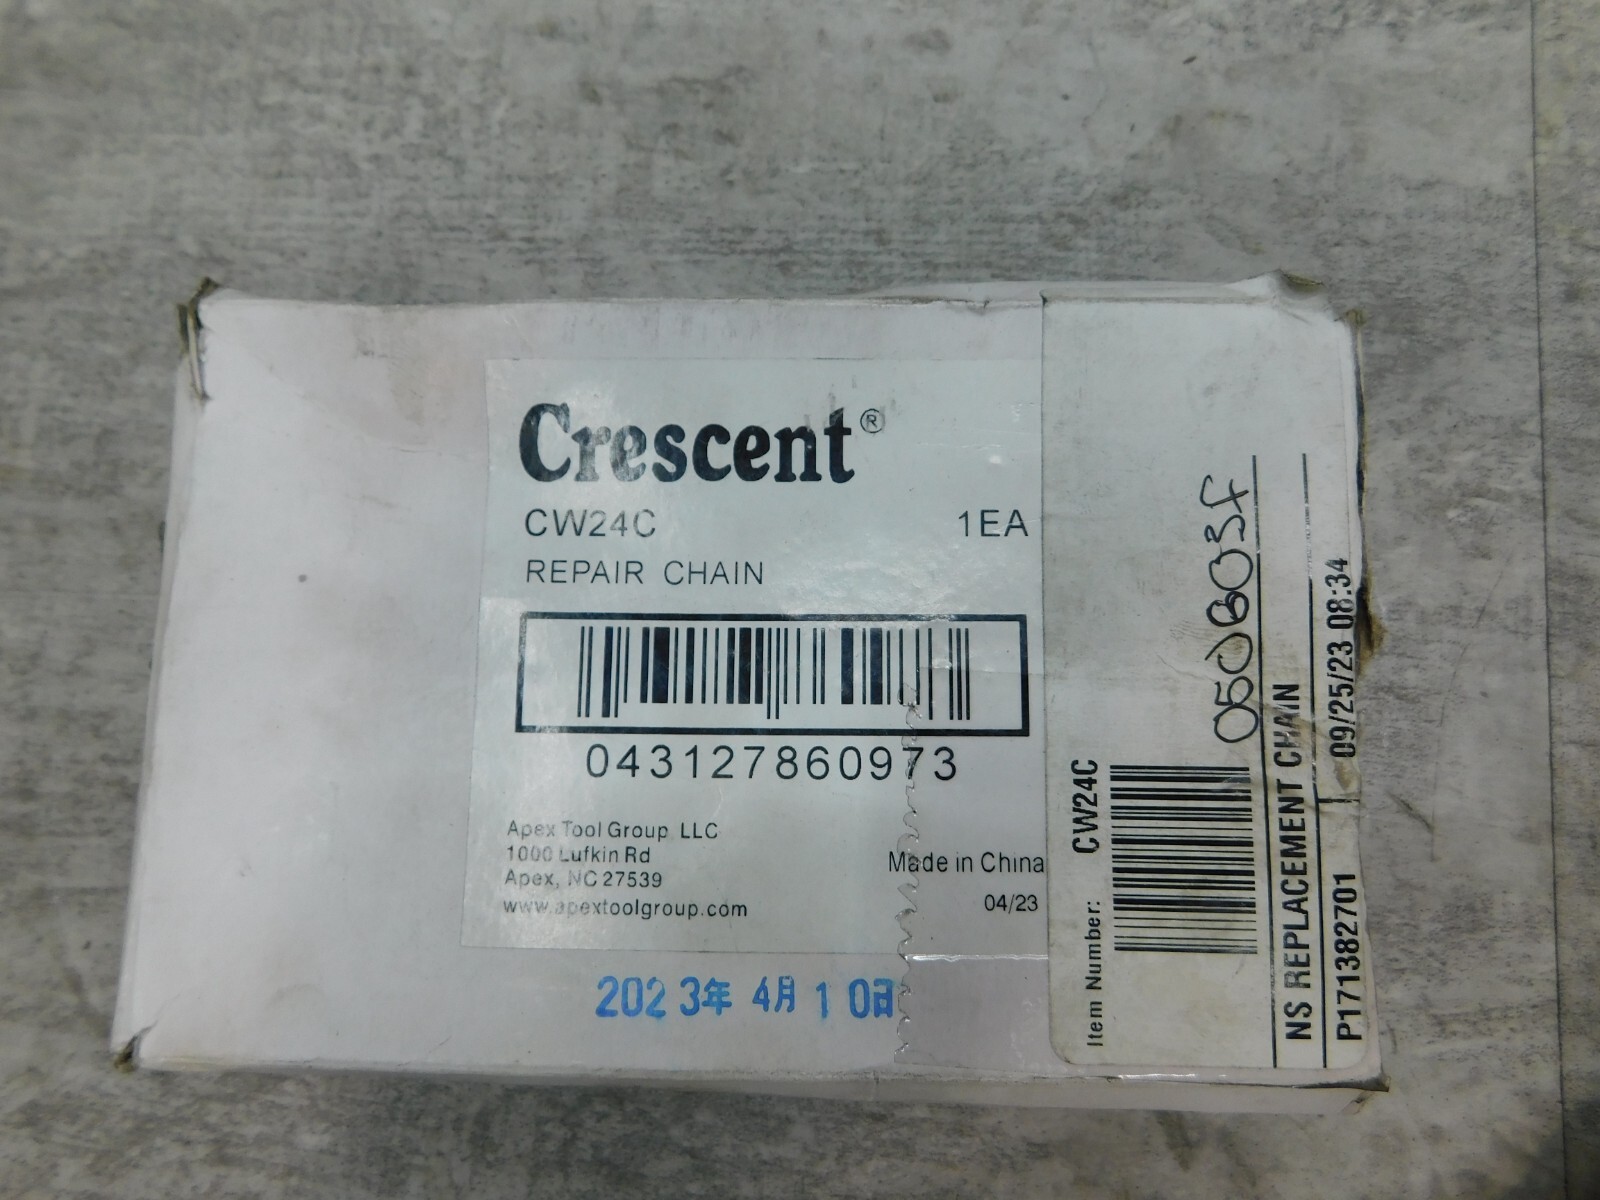 Crescent®
CW24C 1EA
REPAIR CHAIN
043127860973
Apex Tool Group, LLC
1000 Lufkin Rd
Apex, NC 27539
www.apextoolgroup.com
Made in China
04/23
2023年 4月10日
Item Number: CW24C
NS REPLACEMENT CHAIN
P171382701 09/25/23 08:34